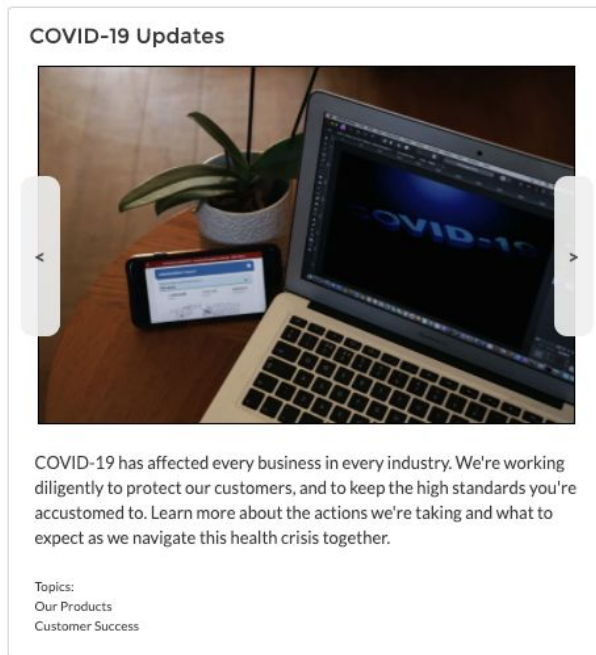 COVID-19 Updates
COVID-19
<
>
COVID-19 has affected every business in every industry. We're working
diligently to protect our customers, and to keep the high standards you're
accustomed to. Learn more about the actions we're taking and what to
expect as we navigate this health crisis together.
Topics:
Our Products
Customer Success